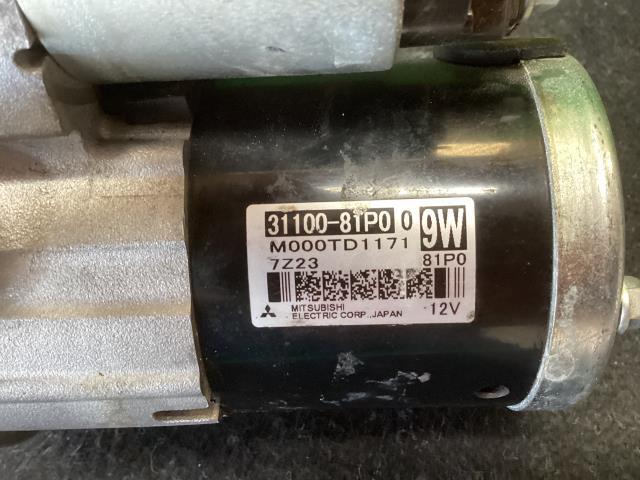 31100-81P0 0 9W
M000TD1171
7Z23 81P0
MITSUBISHI
ELECTRIC CORP.,JAPAN 12V